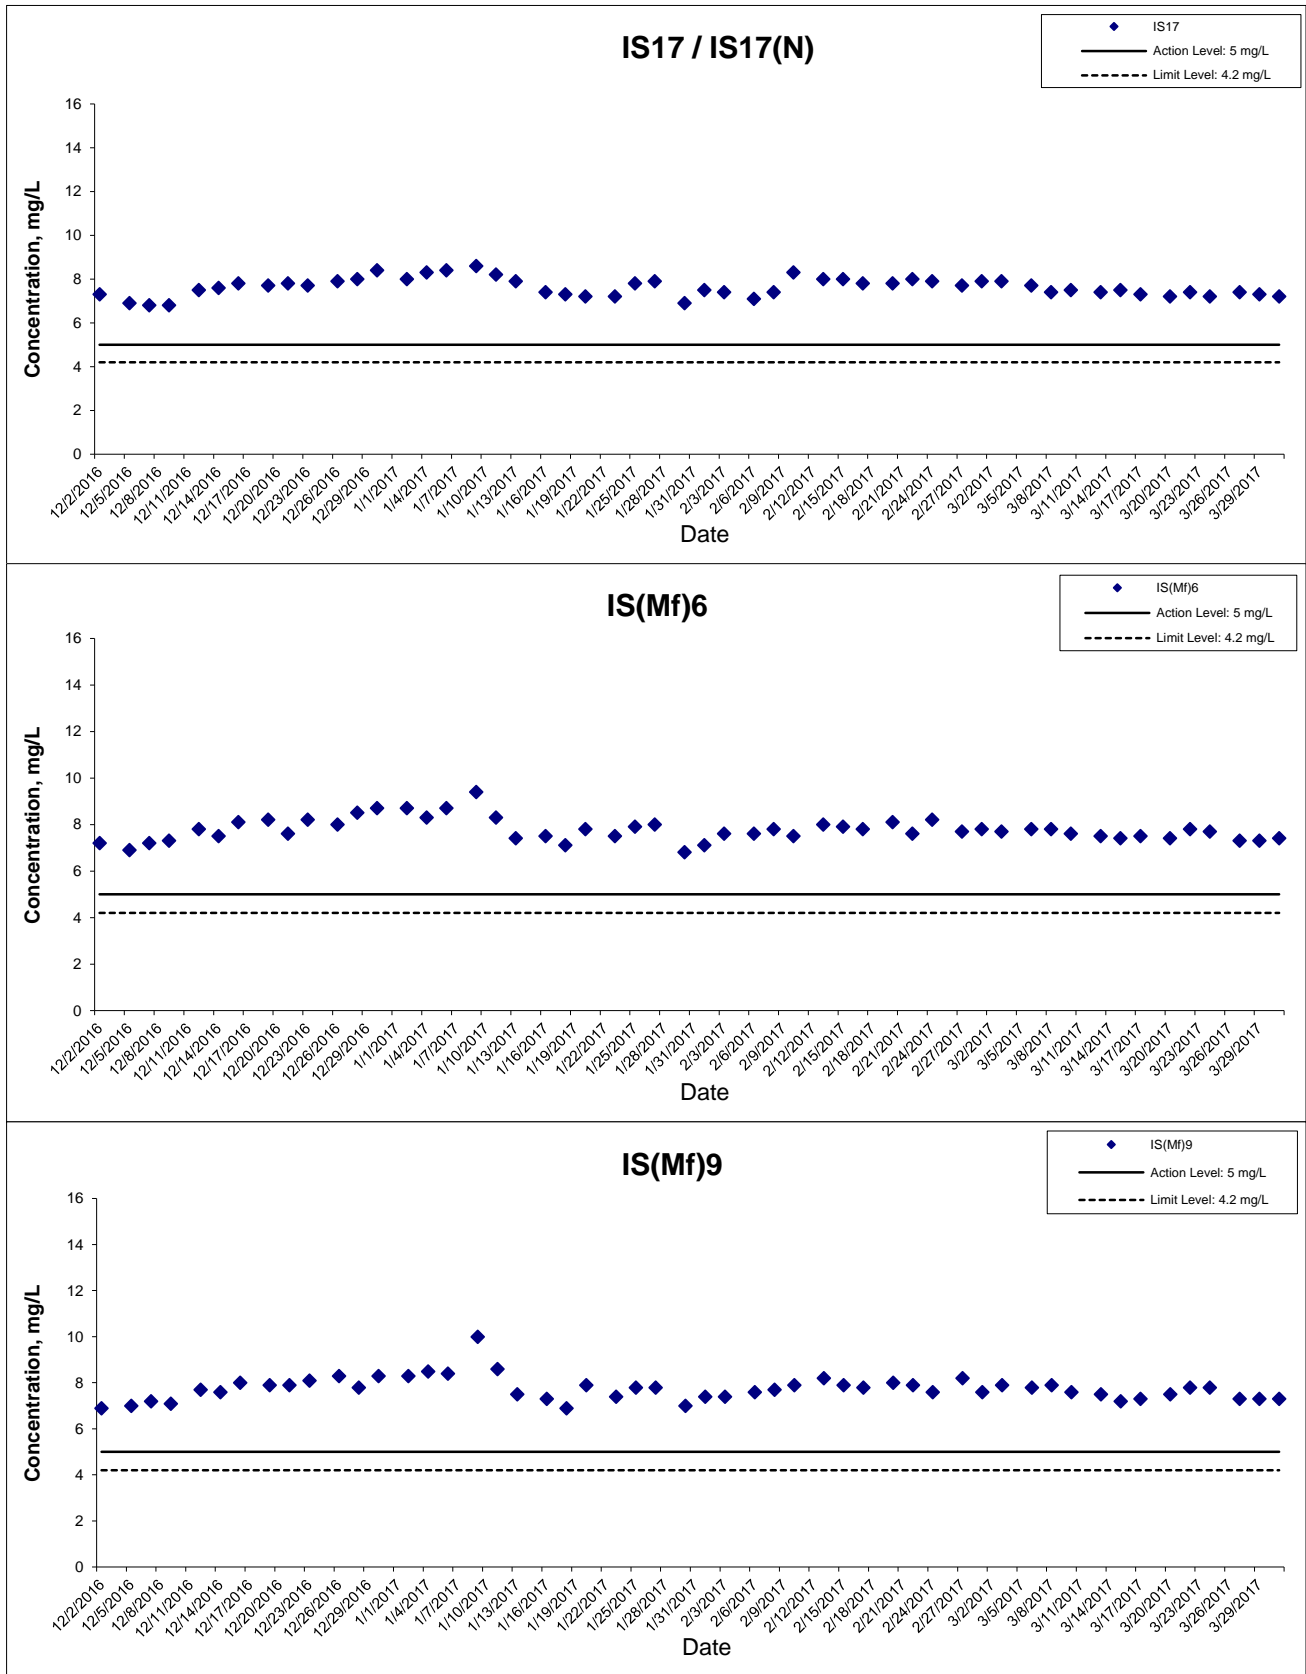 IS17 / IS17(N)
IS17
Action Level: 5 mg/L
Limit Level: 4.2 mg/L
Concentration, mg/L
16
14
12
10
8
6
4
2
0
12/2/2016 12/5/2016 12/8/2016 12/11/2016 12/14/2016 12/17/2016 12/20/2016 12/23/2016 12/26/2016 12/29/2016 1/1/2017 1/4/2017 1/7/2017 1/10/2017 1/13/2017 1/16/2017 1/19/2017 1/22/2017 1/25/2017 1/28/2017 1/31/2017 2/3/2017 2/6/2017 2/9/2017 2/12/2017 2/15/2017 2/18/2017 2/21/2017 2/24/2017 2/27/2017 3/2/2017 3/5/2017 3/8/2017 3/11/2017 3/14/2017 3/17/2017 3/20/2017 3/23/2017 3/26/2017 3/29/2017
Date
IS(Mf)6
IS(Mf)6
Action Level: 5 mg/L
Limit Level: 4.2 mg/L
Concentration, mg/L
16
14
12
10
8
6
4
2
0
12/2/2016 12/5/2016 12/8/2016 12/11/2016 12/14/2016 12/17/2016 12/20/2016 12/23/2016 12/26/2016 12/29/2016 1/1/2017 1/4/2017 1/7/2017 1/10/2017 1/13/2017 1/16/2017 1/19/2017 1/22/2017 1/25/2017 1/28/2017 1/31/2017 2/3/2017 2/6/2017 2/9/2017 2/12/2017 2/15/2017 2/18/2017 2/21/2017 2/24/2017 2/27/2017 3/2/2017 3/5/2017 3/8/2017 3/11/2017 3/14/2017 3/17/2017 3/20/2017 3/23/2017 3/26/2017 3/29/2017
Date
IS(Mf)9
IS(Mf)9
Action Level: 5 mg/L
Limit Level: 4.2 mg/L
Concentration, mg/L
16
14
12
10
8
6
4
2
0
12/2/2016 12/5/2016 12/8/2016 12/11/2016 12/14/2016 12/17/2016 12/20/2016 12/23/2016 12/26/2016 12/29/2016 1/1/2017 1/4/2017 1/7/2017 1/10/2017 1/13/2017 1/16/2017 1/19/2017 1/22/2017 1/25/2017 1/28/2017 1/31/2017 2/3/2017 2/6/2017 2/9/2017 2/12/2017 2/15/2017 2/18/2017 2/21/2017 2/24/2017 2/27/2017 3/2/2017 3/5/2017 3/8/2017 3/11/2017 3/14/2017 3/17/2017 3/20/2017 3/23/2017 3/26/2017 3/29/2017
Date